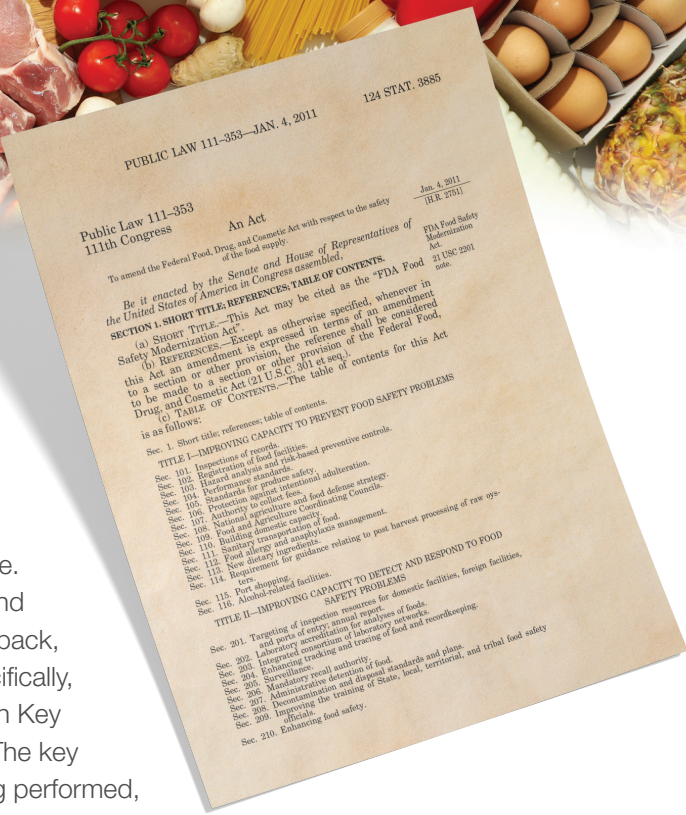 PUBLIC LAW 111–353—JAN. 4, 2011
124 STAT. 3885
Public Law 111–353
111th Congress
An Act
Jan. 4, 2011
[H.R. 2751]
To amend the Federal Food, Drug, and Cosmetic Act with respect to the safety
of the food supply.
Be it enacted by the Senate and House of Representatives of
the United States of America in Congress assembled,
FDA Food Safety
Modernization
Act.
21 USC 2201
note.
SECTION 1. SHORT TITLE; REFERENCES; TABLE OF CONTENTS.
(a) SHORT TITLE.—This Act may be cited as the “FDA Food
Safety Modernization Act”.
(b) REFERENCES.—Except as otherwise specified, whenever in
this Act an amendment is expressed in terms of an amendment
to a section or other provision, the reference shall be considered
to be made to a section or other provision of the Federal Food,
Drug, and Cosmetic Act (21 U.S.C. 301 et seq.).
(c) TABLE OF CONTENTS.—The table of contents for this Act
is as follows:
Sec. 1. Short title; references; table of contents.
TITLE I—IMPROVING CAPACITY TO PREVENT FOOD SAFETY PROBLEMS
Sec. 101. Inspections of records.
Sec. 102. Registration of food facilities.
Sec. 103. Hazard analysis and risk-based preventive controls.
Sec. 104. Performance standards.
Sec. 105. Standards for produce safety.
Sec. 106. Protection against intentional adulteration.
Sec. 107. Authority to collect fees.
Sec. 108. National agriculture and food defense strategy.
Sec. 109. Food and Agriculture Coordinating Councils.
Sec. 110. Building domestic capacity.
Sec. 111. Sanitary transportation of food.
Sec. 112. Food allergy and anaphylaxis management.
Sec. 113. New dietary ingredients.
Sec. 114. Requirement for guidance relating to post harvest processing of raw oys-
ters.
Sec. 115. Port shopping.
Sec. 116. Alcohol-related facilities.
TITLE II—IMPROVING CAPACITY TO DETECT AND RESPOND TO FOOD
SAFETY PROBLEMS
Sec. 201. Targeting of inspection resources for domestic facilities, foreign facilities,
and ports of entry; annual report.
Sec. 202. Laboratory accreditation for analyses of foods.
Sec. 203. Integrated consortium of laboratory networks.
Sec. 204. Enhancing tracking and tracing of food and recordkeeping.
Sec. 205. Surveillance.
Sec. 206. Mandatory recall authority.
Sec. 207. Administrative detention of food.
Sec. 208. Decontamination and disposal standards and plans.
Sec. 209. Improving the training of State, local, territorial, and tribal food safety
officials.
Sec. 210. Enhancing food safety.
e.
nd
back,
cifically,
n Key
The key
g performed,